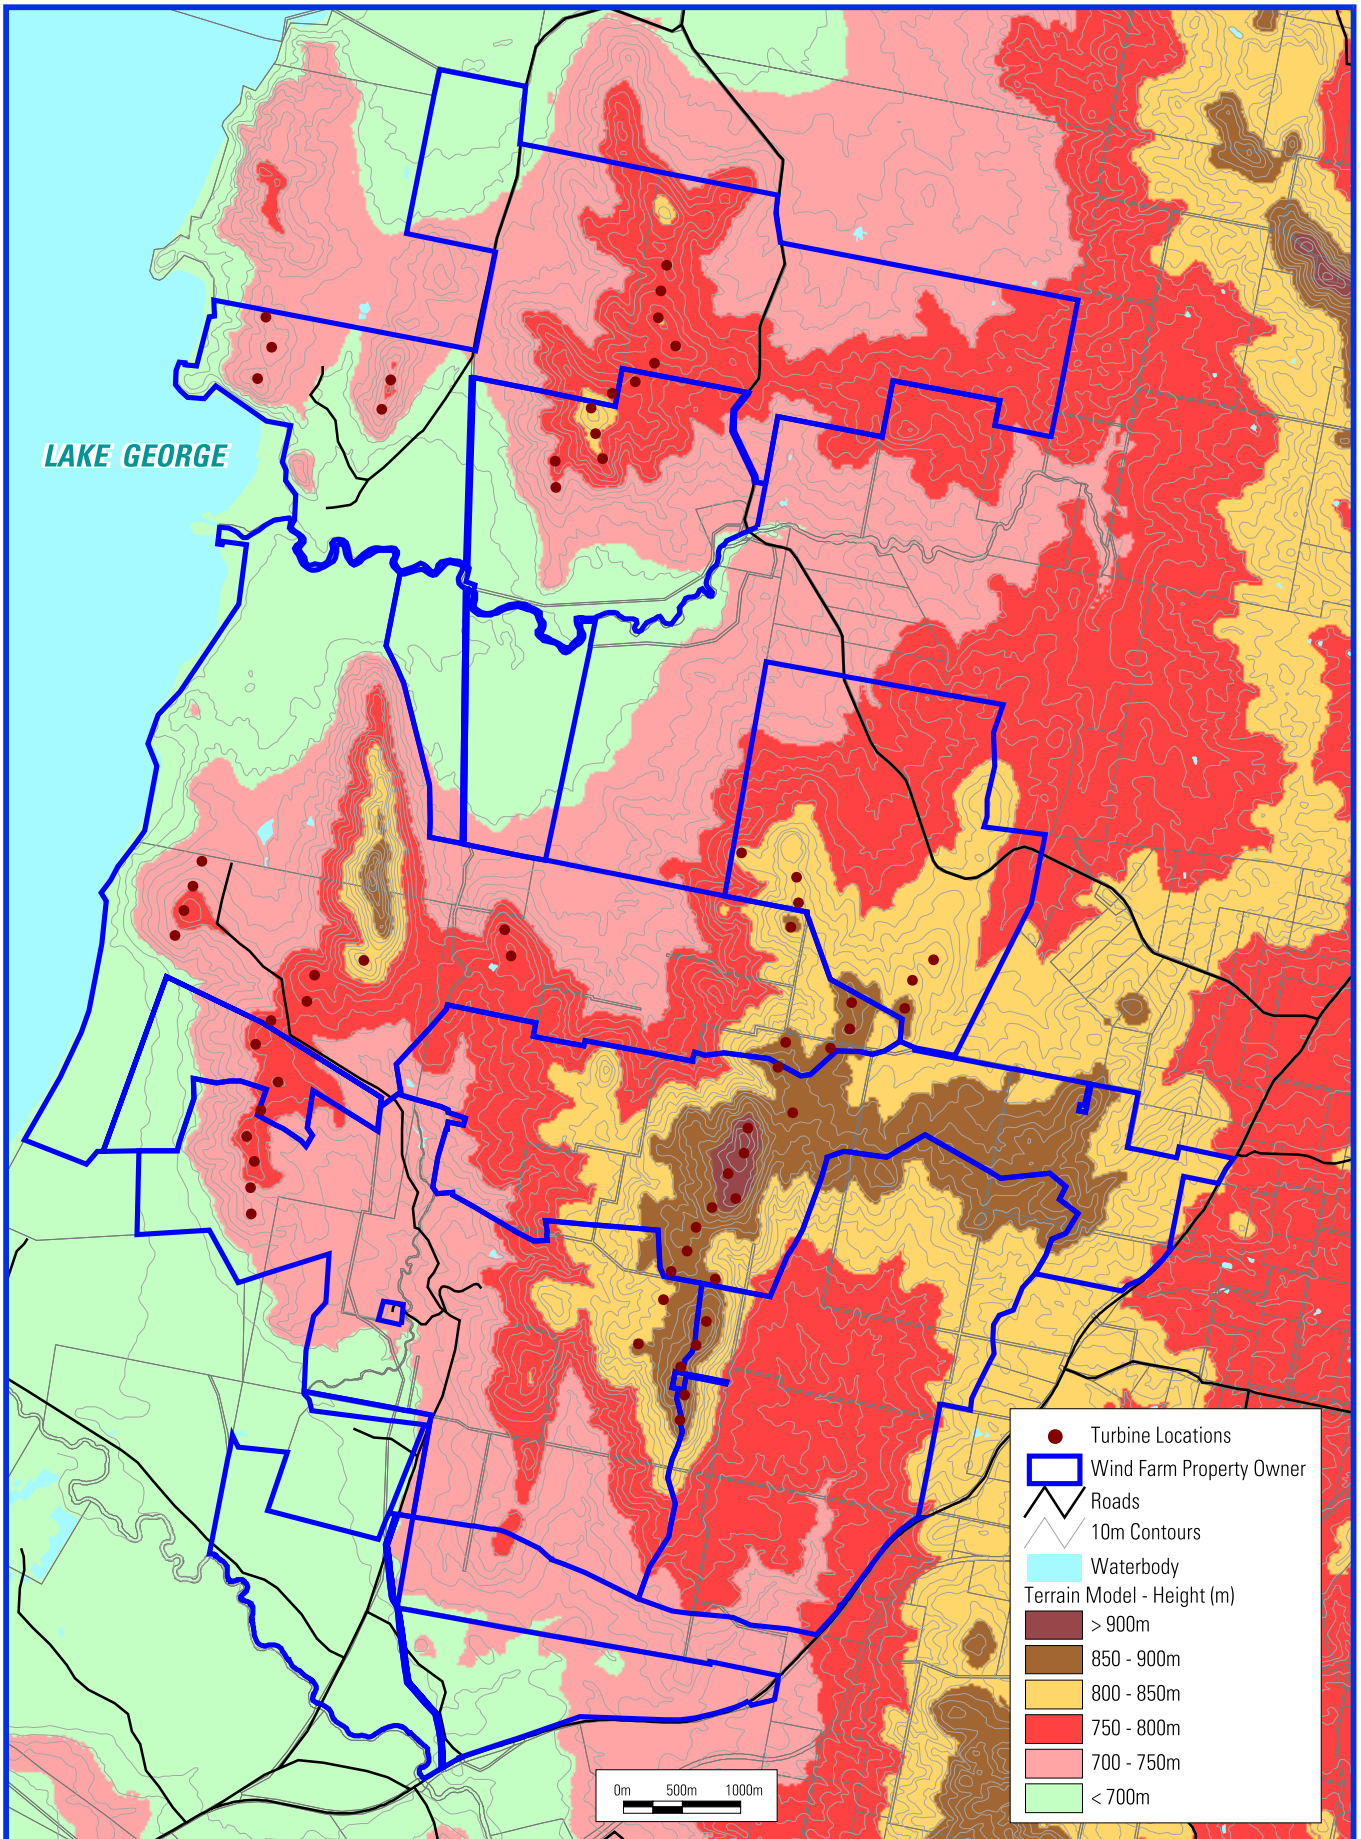 LAKE GEORGE
Turbine Locations
Wind Farm Property Owner
Roads
10m Contours
Waterbody
Terrain Model - Height (m)
> 900m
850 - 900m
800 - 850m
750 - 800m
700 - 750m
< 700m
0m 500m 1000m